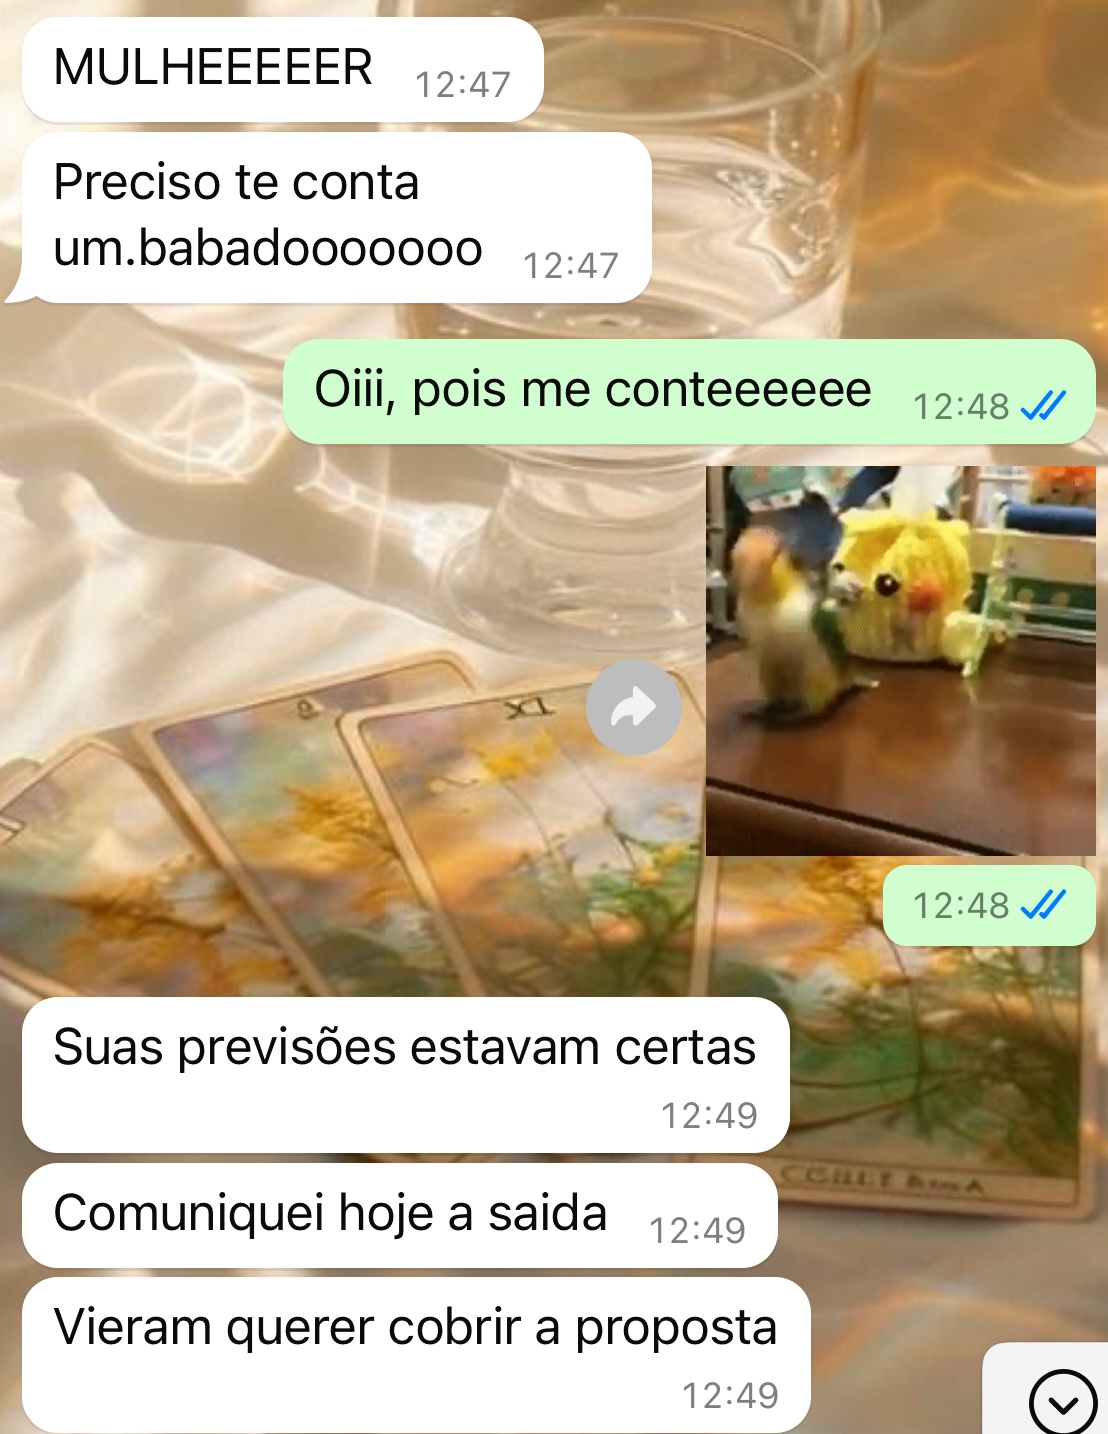 MULHEEEEER 12:47
Preciso te conta
um.babadooooooo 12:47
Oiii, pois me conteeeeee 12:48
12:48
Suas previsões estavam certas
12:49
Comuniquei hoje a saida 12:49
Vieram querer cobrir a proposta
12:49